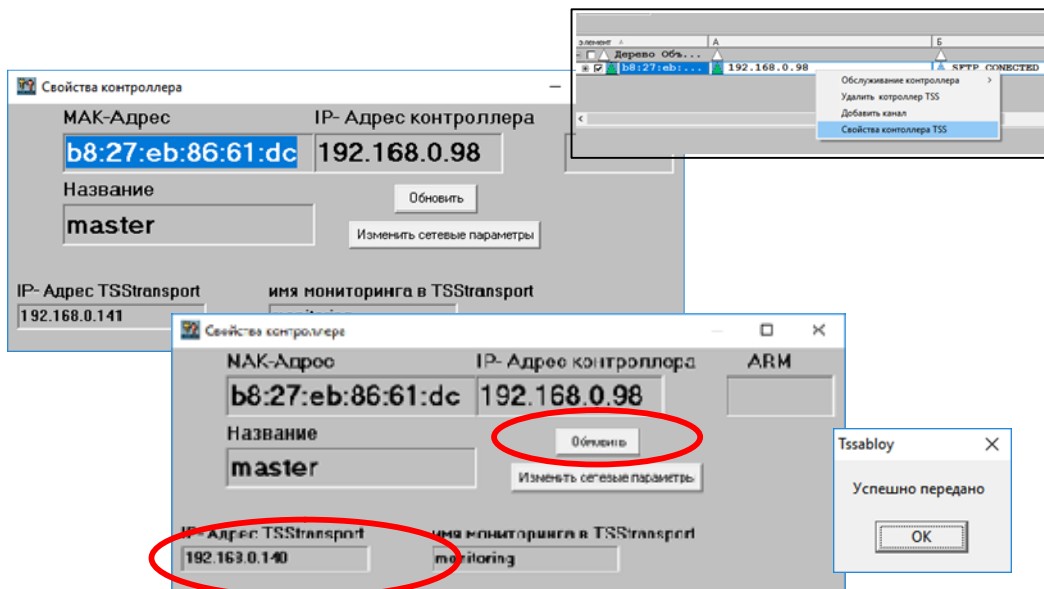 элемент А Б
Дерево Объ...
b8:27:eb:... 192.168.0.98 SFTP CONECTED
Обслуживание контроллера
Удалить котроллер TSS
Добавить канал
Свойства контоллера TSS
Свойства контроллера
МАК-Адрес IP- Адрес контроллера
b8:27:eb:86:61:dc 192.168.0.98
Название
Обновить
master
Изменить сетевые параметры
IP- Адрес TSStransport имя мониторинга в TSStransport
192.168.0.141
Свойства контроллера
МАК-Адрес IP- Адрес контроллера ARM
b8:27:eb:86:61:dc 192.168.0.98
Название
Обновить
master
Изменить сетевые параметры
IP- Адрес TSStransport имя мониторинга в TSStransport
192.168.0.140 monitoring
Tssabloy
Успешно передано
OK